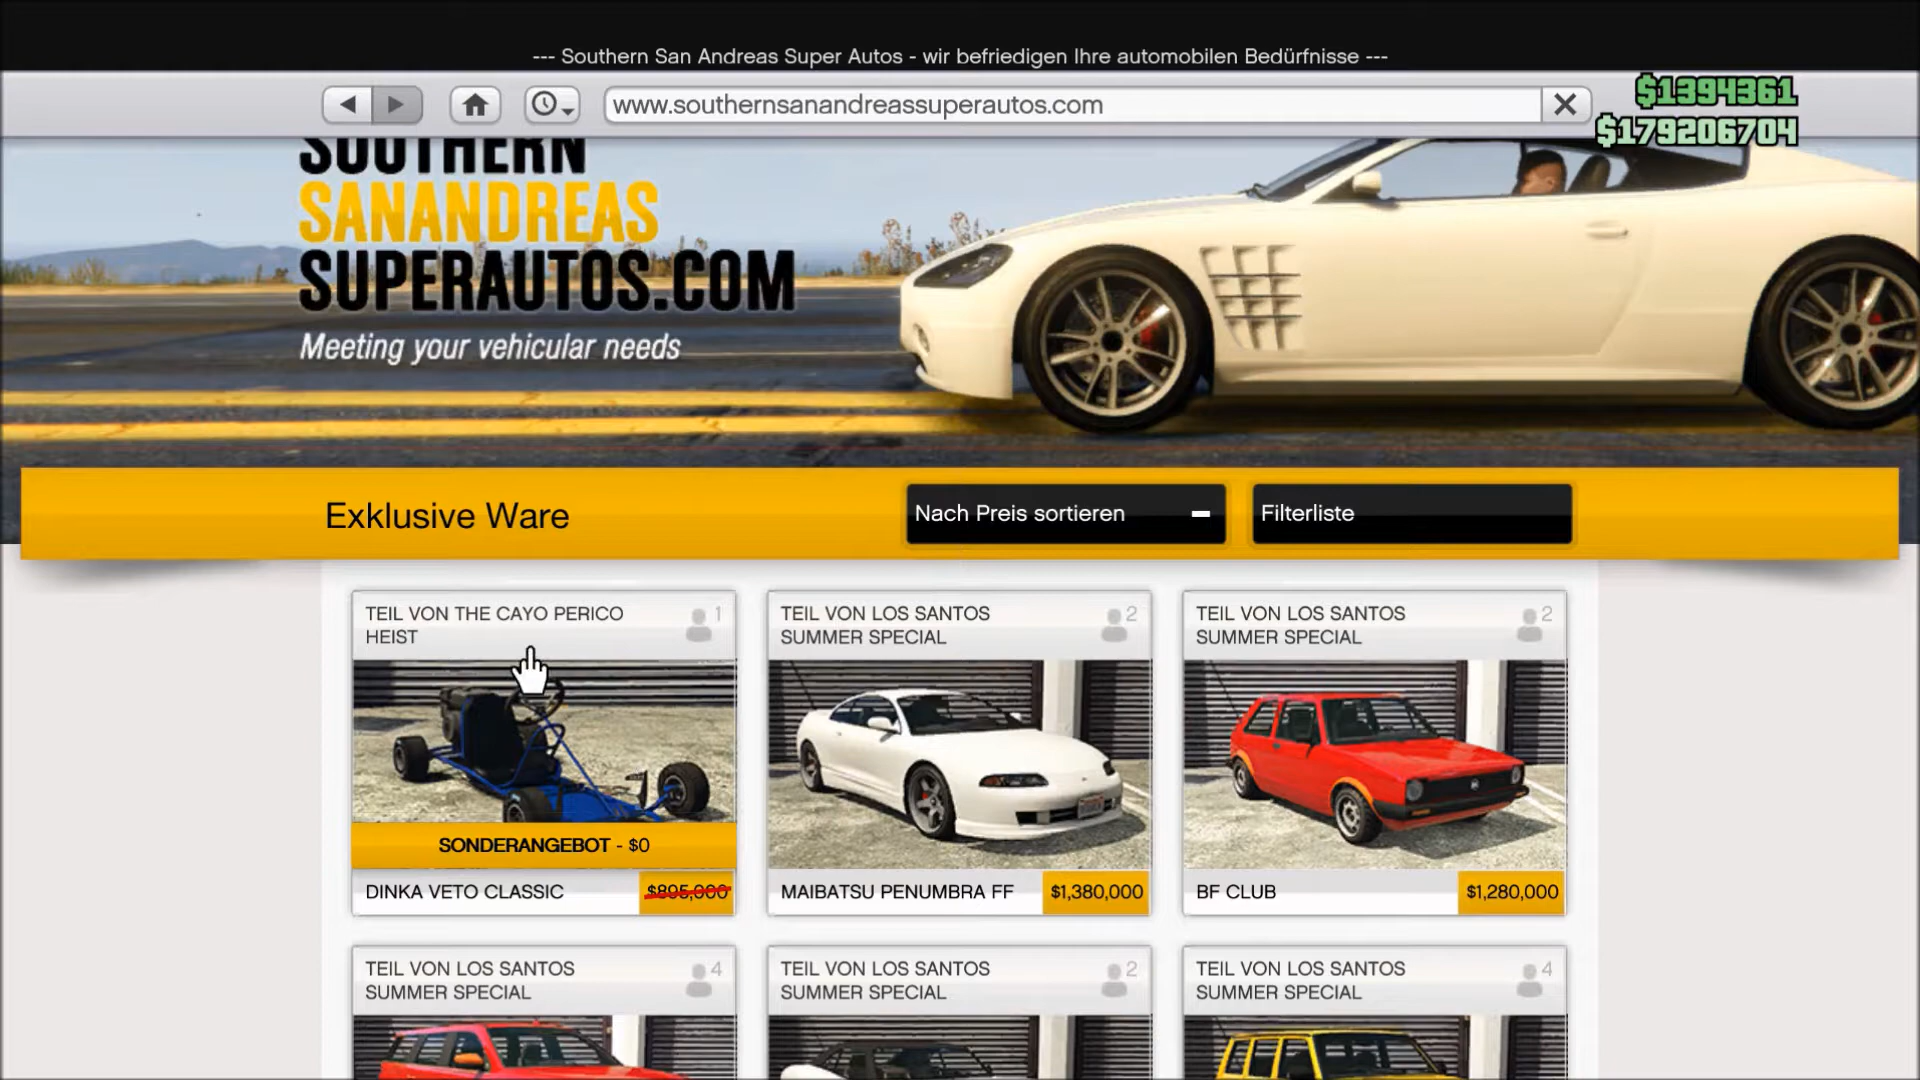 --- Southern San Andreas Super Autos - wir befriedigen Ihre automobilen Bedürfnisse ---
www.southernsanandreassuperautos.com
$1394361
$179206704
SOUTHERN
SANANDREAS
SUPERAUTOS.COM
Meeting your vehicular needs
Exklusive Ware
Nach Preis sortieren
Filterliste
TEIL VON THE CAYO PERICO
HEIST
1
SONDERANGEBOT - $0
DINKA VETO CLASSIC
$895,000
TEIL VON LOS SANTOS
SUMMER SPECIAL
2
MAIBATSU PENUMBRA FF
$1,380,000
TEIL VON LOS SANTOS
SUMMER SPECIAL
2
BF CLUB
$1,280,000
TEIL VON LOS SANTOS
SUMMER SPECIAL
4
TEIL VON LOS SANTOS
SUMMER SPECIAL
2
TEIL VON LOS SANTOS
SUMMER SPECIAL
4